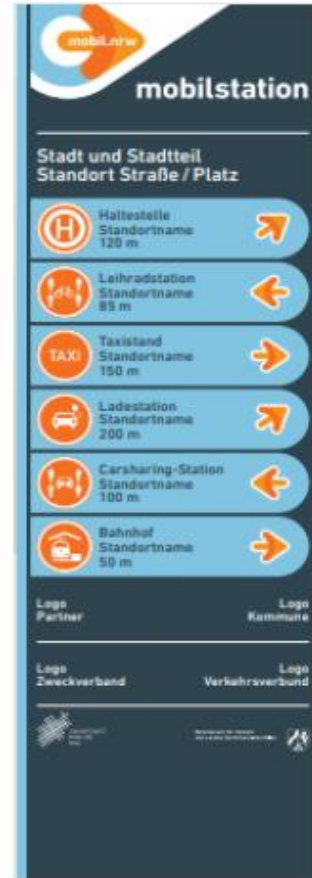 mobil.nrw
mobilstation
Stadt und Stadtteil
Standort Straße / Platz
H
Haltestelle
Standortname
120 m
Leihradstation
Standortname
85 m
TAXI
Taxistand
Standortname
150 m
Ladestation
Standortname
200 m
Carsharing-Station
Standortname
100 m
Bahnhof
Standortname
50 m
Logo
Partner
Logo
Kommune
Logo
Zweckverband
Logo
Verkehrsverbund